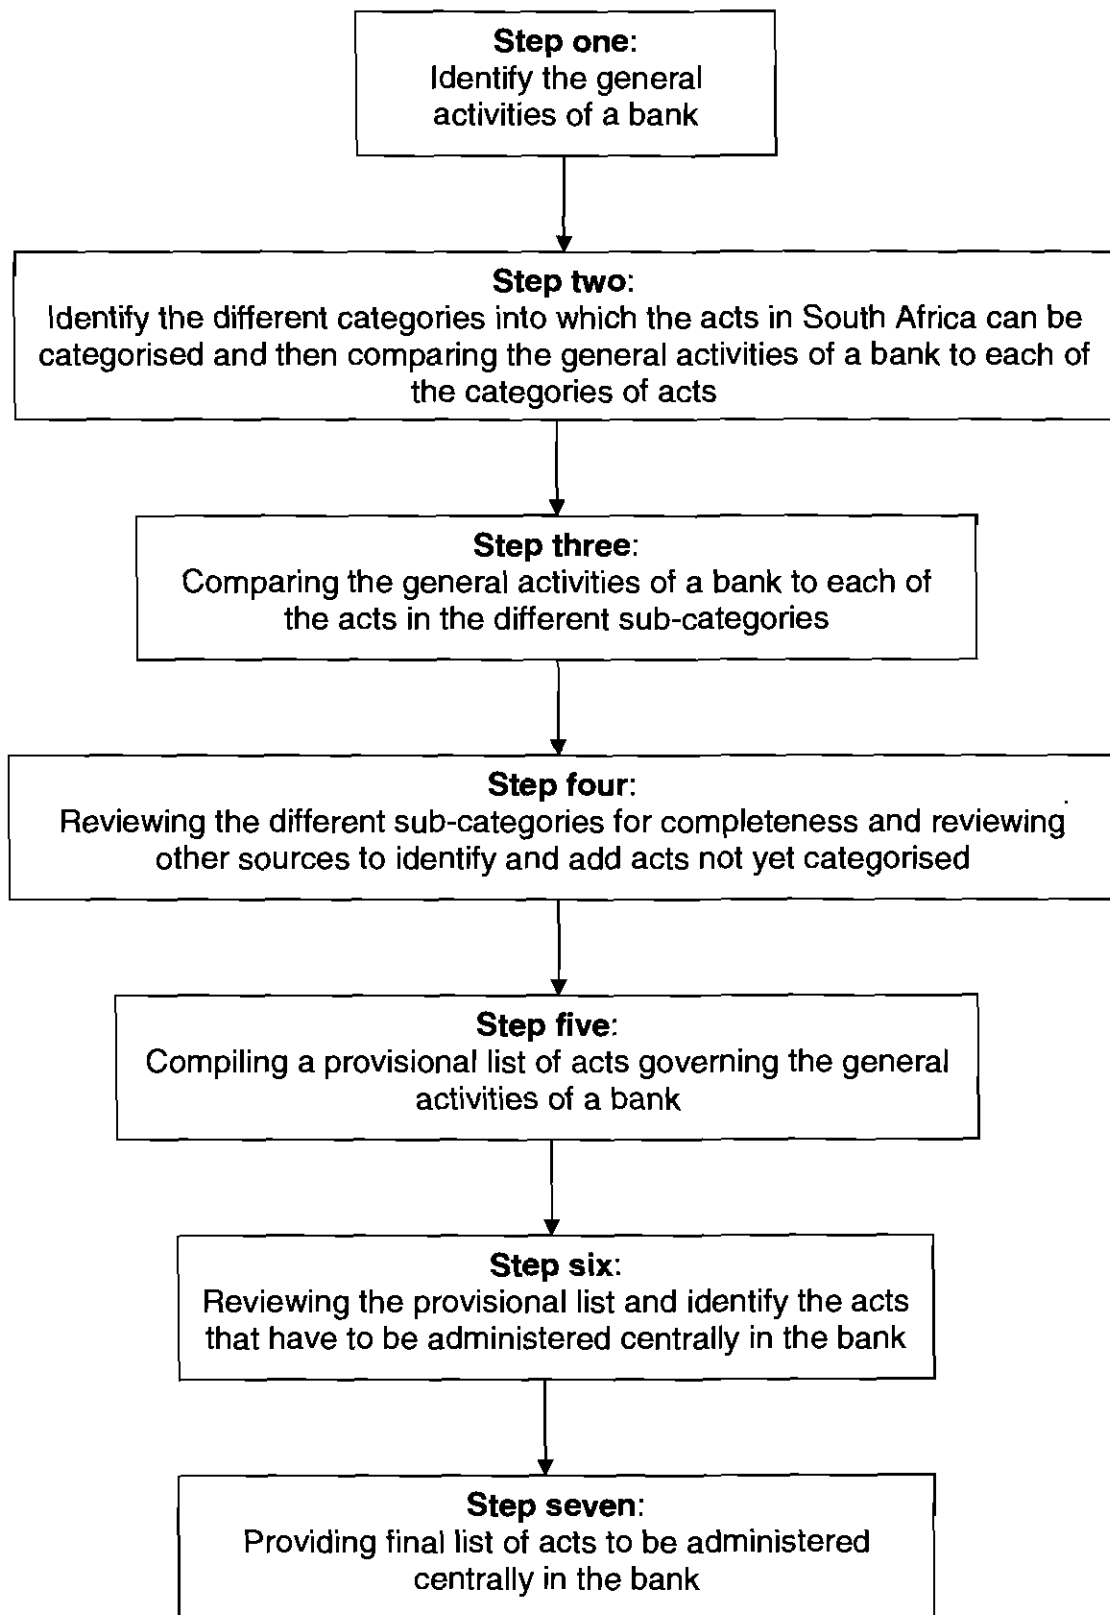 Step one:
Identify the general
activities of a bank
Step two:
Identify the different categories into which the acts in South Africa can be
categorised and then comparing the general activities of a bank to each of
the categories of acts
Step three:
Comparing the general activities of a bank to each of
the acts in the different sub-categories
Step four:
Reviewing the different sub-categories for completeness and reviewing
other sources to identify and add acts not yet categorised
Step five:
Compiling a provisional list of acts governing the general
activities of a bank
Step six:
Reviewing the provisional list and identify the acts
that have to be administered centrally in the bank
Step seven:
Providing final list of acts to be administered
centrally in the bank